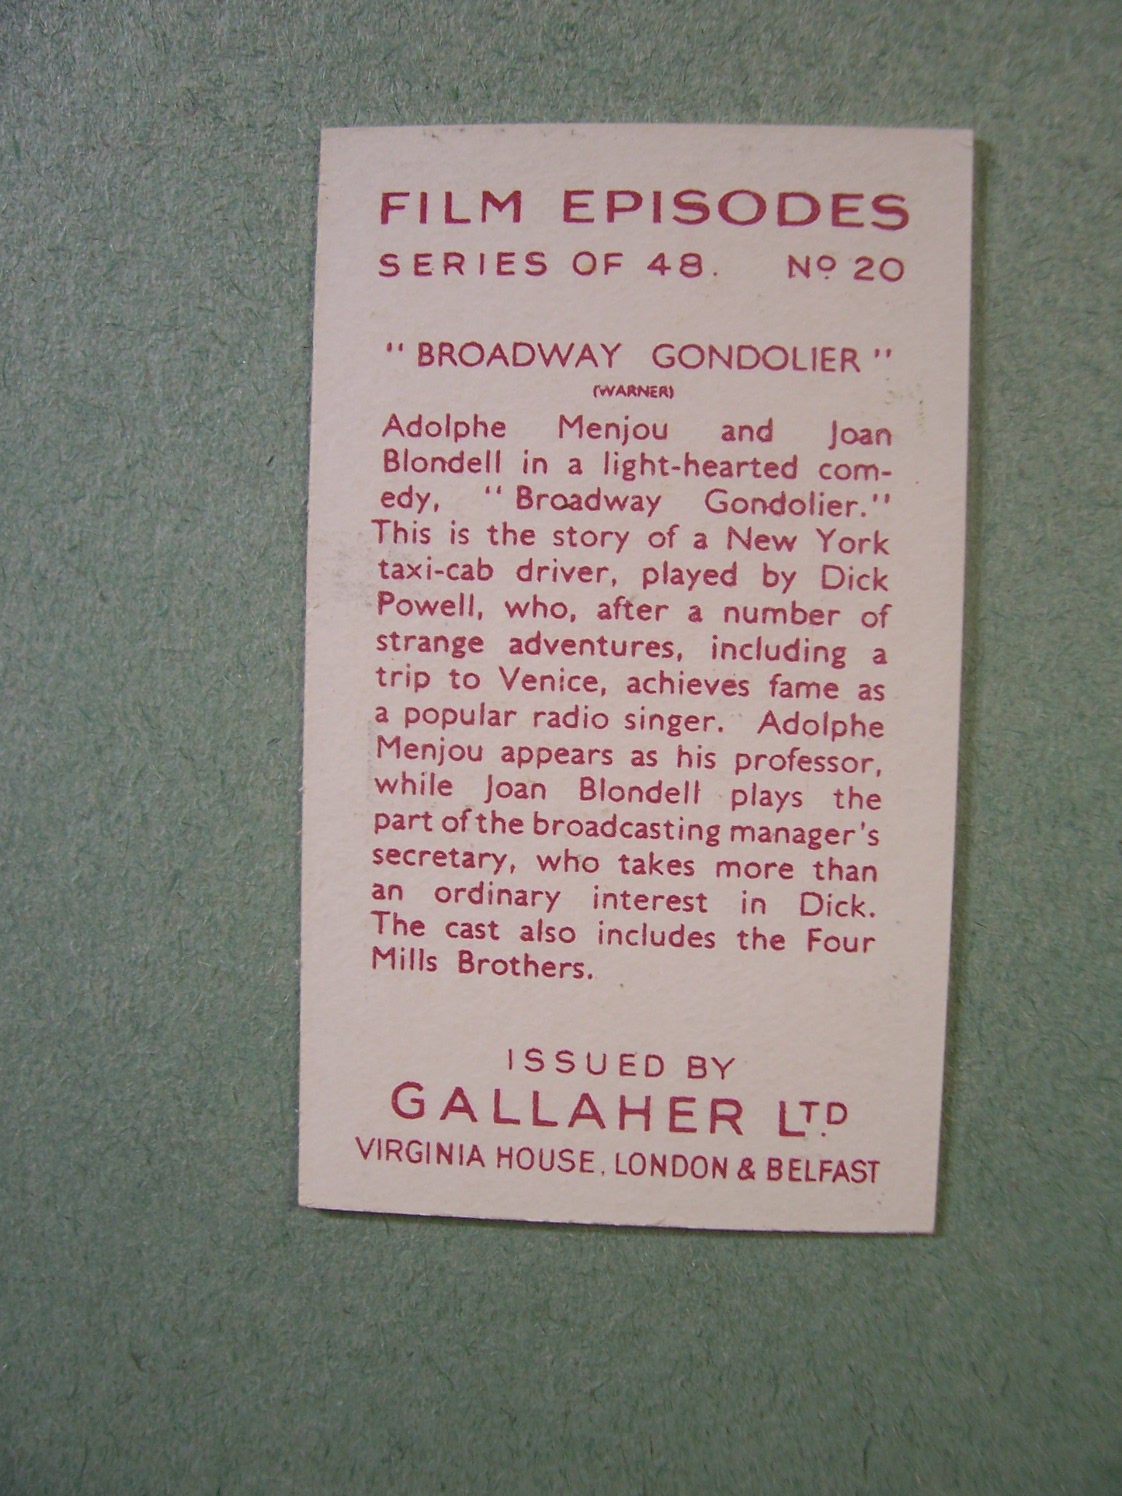 FILM EPISODES
SERIES OF 48. Nº 20
"BROADWAY GONDOLIER"
(WARNER)
Adolphe Menjou and Joan
Blondell in a light-hearted com-
edy, "Broadway Gondolier."
This is the story of a New York
taxi-cab driver, played by Dick
Powell, who, after a number of
strange adventures, including a
trip to Venice, achieves fame as
a popular radio singer. Adolphe
Menjou appears as his professor,
while Joan Blondell plays the
part of the broadcasting manager's
secretary, who takes more than
an ordinary interest in Dick.
The cast also includes the Four
Mills Brothers.
ISSUED BY
GALLAHER LTD
VIRGINIA HOUSE, LONDON & BELFAST